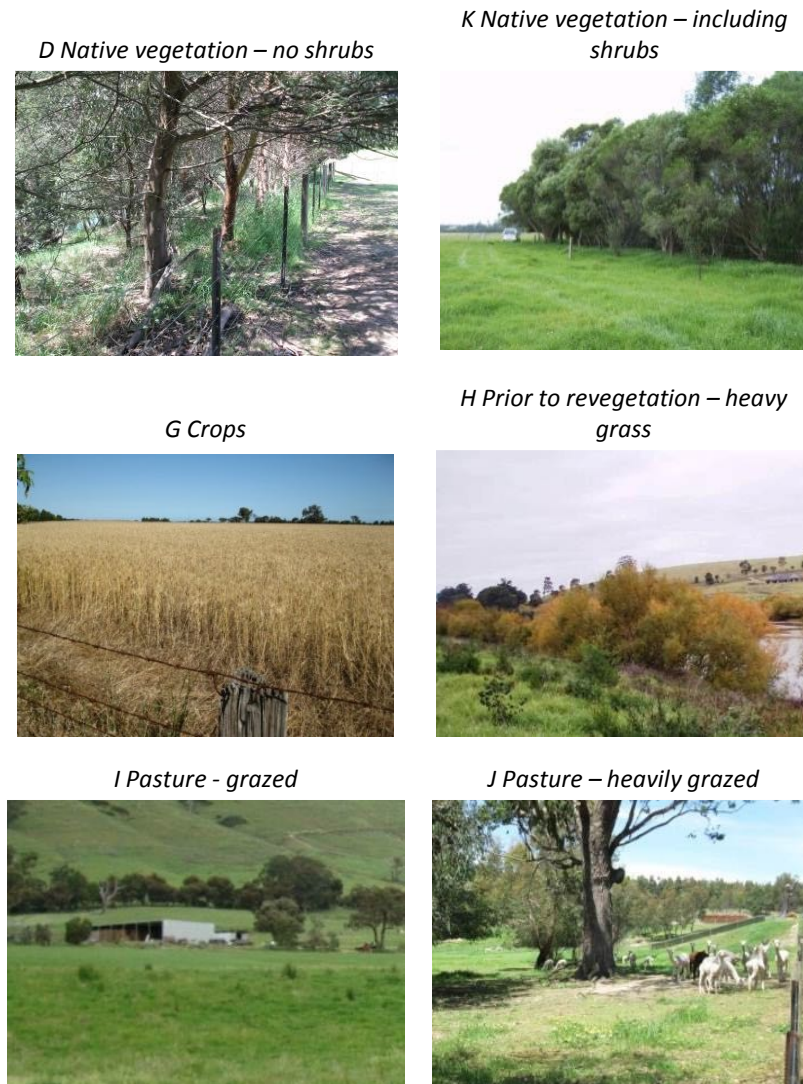 D Native vegetation – no shrubs
K Native vegetation – including
shrubs
G Crops
H Prior to revegetation – heavy
grass
I Pasture - grazed
J Pasture – heavily grazed